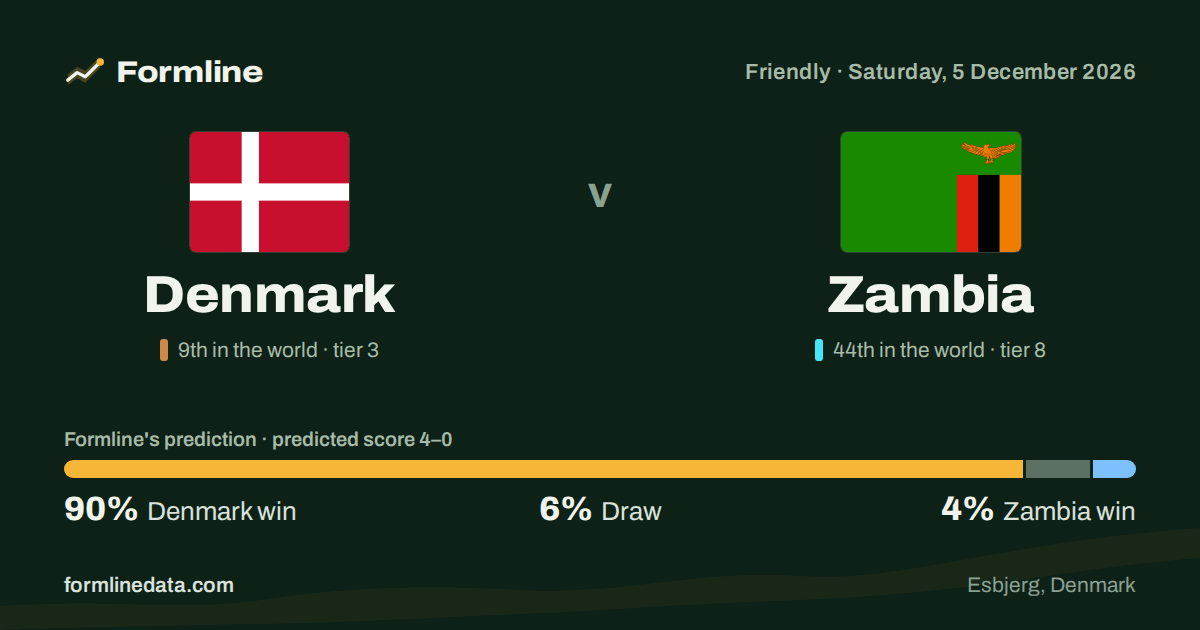 Formline
Friendly · Saturday, 5 December 2026
v
Denmark
Zambia
9th in the world · tier 3
44th in the world · tier 8
Formline's prediction · predicted score 4–0
90% Denmark win
6% Draw
4% Zambia win
formlinedata.com
Esbjerg, Denmark